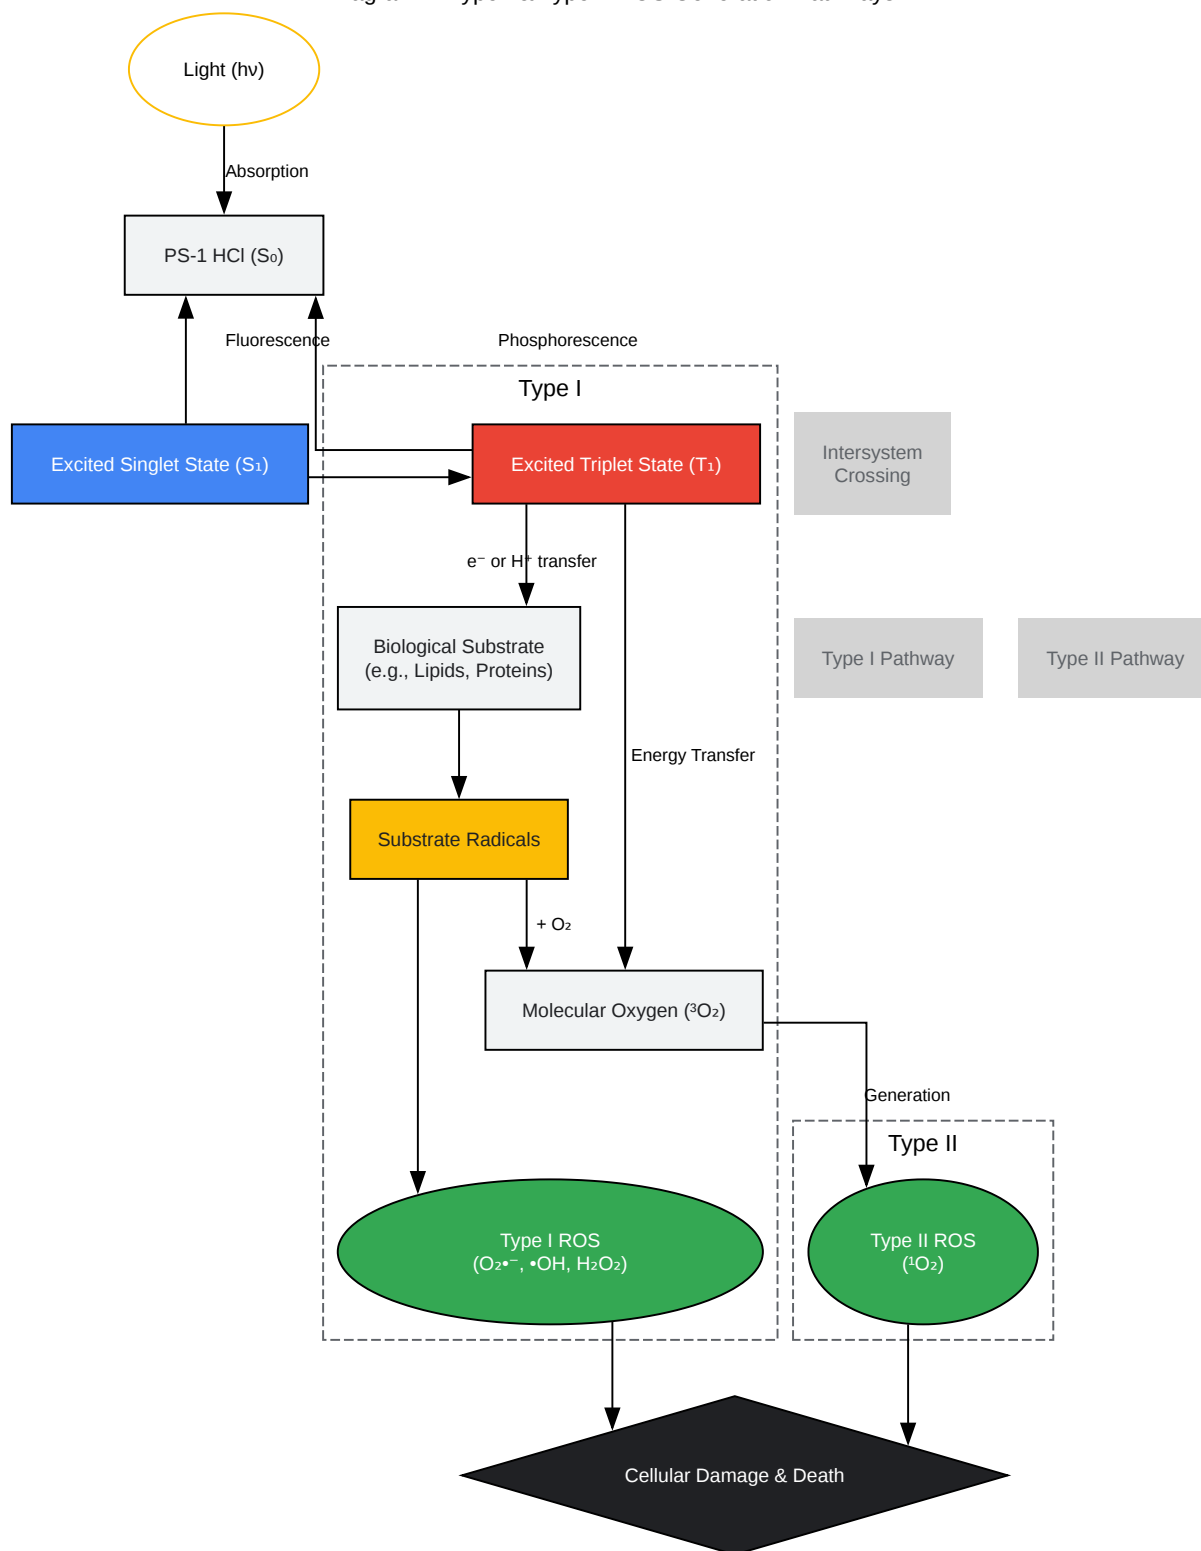 Light (hν)
Absorption
PS-1 HCl (S₀)
Fluorescence
Phosphorescence
Type I
Excited Singlet State (S₁)
Excited Triplet State (T₁)
Intersystem
Crossing
e⁻ or H⁺ transfer
Biological Substrate
(e.g., Lipids, Proteins)
Type I Pathway
Type II Pathway
Energy Transfer
Substrate Radicals
+ O₂
Molecular Oxygen (³O₂)
Generation
Type II
Type I ROS
(O₂•⁻, •OH, H₂O₂)
Type II ROS
(¹O₂)
Cellular Damage & Death